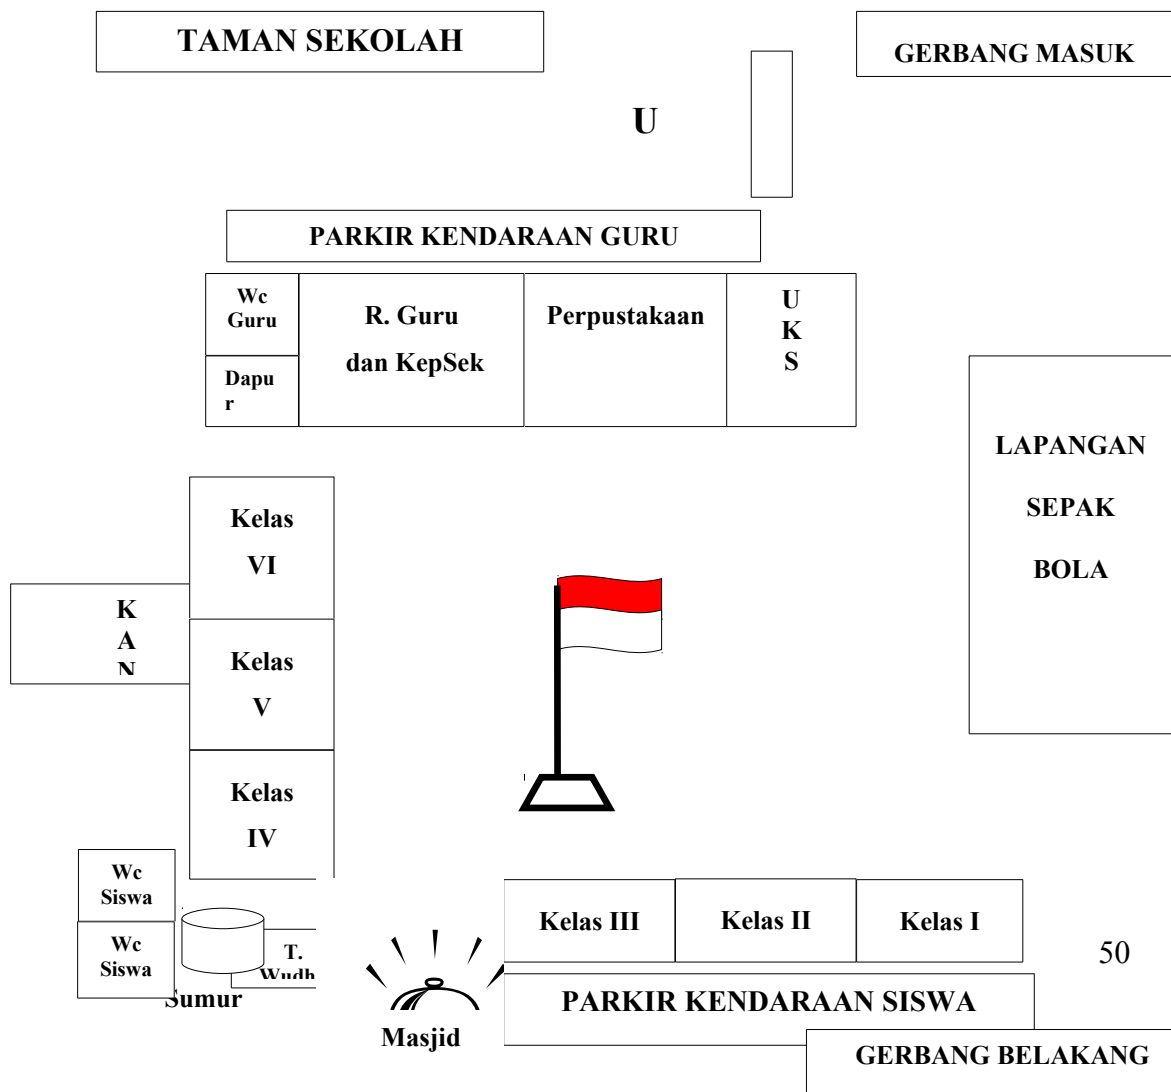 TAMAN SEKOLAH
GERBANG MASUK
U
PARKIR KENDARAAN GURU
Wc
Guru
R. Guru
dan KepSek
Perpustakaan
U
K
S
Dapu
r
LAPANGAN
SEPAK
BOLA
Kelas
VI
K
A
N
Kelas
V
Kelas
IV
Wc
Siswa
Wc
Siswa
Sumur
T.
Wudh
Masjid
Kelas III
Kelas II
Kelas I
50
PARKIR KENDARAAN SISWA
GERBANG BELAKANG